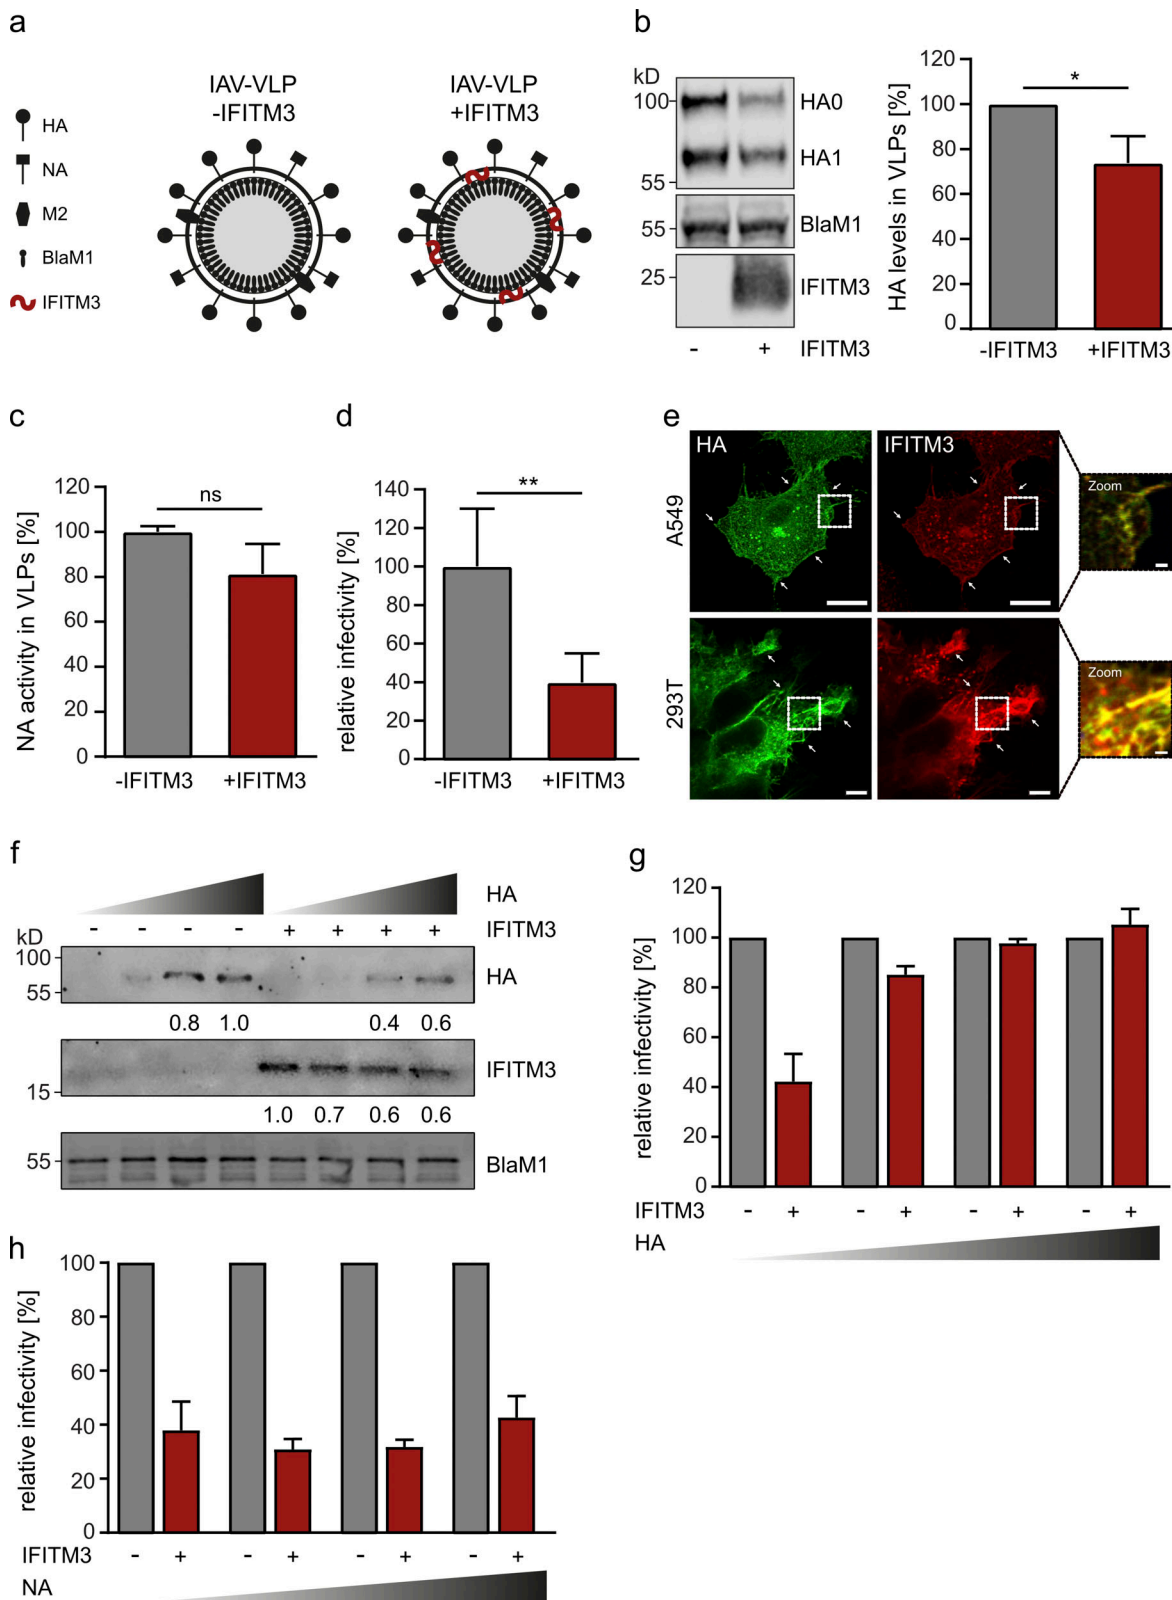 a
IAV-VLP
-IFITM3
IAV-VLP
+IFITM3
HA
NA
M2
BlaM1
IFITM3
b
kD
100
55
55
25
HA0
HA1
BlaM1
IFITM3
- + IFITM3
HA levels in VLPs [%]
120
100
80
60
40
20
0
*
-IFITM3 +IFITM3
c
NA activity in VLPs [%]
120
100
80
60
40
20
0
ns
-IFITM3 +IFITM3
d
relative infectivity [%]
140
120
100
80
60
40
20
0
**
-IFITM3 +IFITM3
e
HA
IFITM3
A549
Zoom
293T
Zoom
f
HA
- - - - + + + + IFITM3
kD
100
55
HA
0.8 1.0 0.4 0.6
15
IFITM3
1.0 0.7 0.6 0.6
55
BlaM1
g
relative infectivity [%]
120
100
80
60
40
20
0
IFITM3 - + - + - + - +
HA
h
relative infectivity [%]
100
80
60
40
20
0
IFITM3 - + - + - + - +
NA